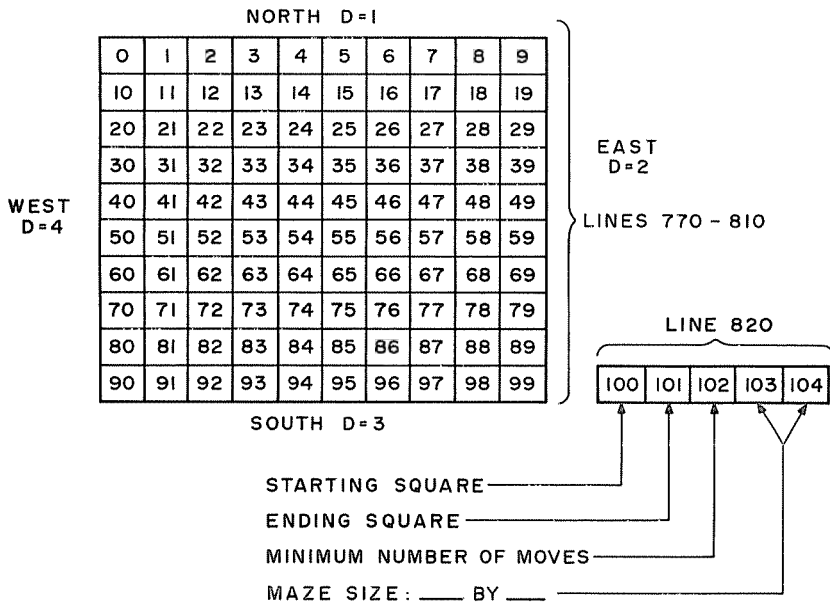 NORTH D=1
0 1 2 3 4 5 6 7 8 9
10 11 12 13 14 15 16 17 18 19
20 21 22 23 24 25 26 27 28 29
30 31 32 33 34 35 36 37 38 39
40 41 42 43 44 45 46 47 48 49
50 51 52 53 54 55 56 57 58 59
60 61 62 63 64 65 66 67 68 69
70 71 72 73 74 75 76 77 78 79
80 81 82 83 84 85 86 87 88 89
90 91 92 93 94 95 96 97 98 99
WEST
D=4
EAST
D=2
LINES 770-810
SOUTH D=3
LINE 820
100 101 102 103 104
STARTING SQUARE
ENDING SQUARE
MINIMUM NUMBER OF MOVES
MAZE SIZE: ___ BY ___